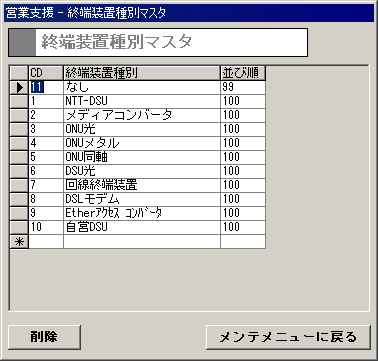 営業支援 - 終端装置種別マスタ
終端装置種別マスタ
CD 終端装置種別 並び順
11 なし 99
1 NTT-DSU 100
2 メディアコンバータ 100
3 ONU光 100
4 ONUメタル 100
5 ONU同軸 100
6 DSU光 100
7 回線終端装置 100
8 DSLモデム 100
9 Etherｱｸｾｽ ｺﾝﾊﾞｰﾀ 100
10 自営DSU 100
*
削除 メンテメニューに戻る